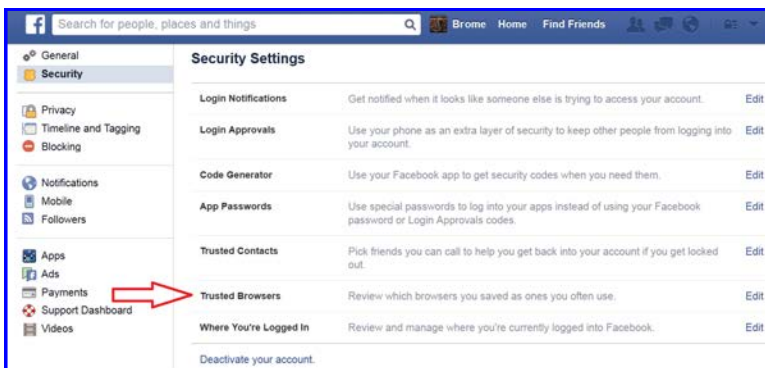 f Search for people, places and things Brome Home Find Friends
General
Security
Privacy
Timeline and Tagging
Blocking
Notifications
Mobile
Followers
Apps
Ads
Payments
Support Dashboard
Videos
Security Settings
Login Notifications Get notified when it looks like someone else is trying to access your account. Edit
Login Approvals Use your phone as an extra layer of security to keep other people from logging into Edit
your account.
Code Generator Use your Facebook app to get security codes when you need them. Edit
App Passwords Use special passwords to log into your apps instead of using your Facebook Edit
password or Login Approvals codes.
Trusted Contacts Pick friends you can call to help you get back into your account if you get locked Edit
out.
Trusted Browsers Review which browsers you saved as ones you often use. Edit
Where You're Logged In Review and manage where you're currently logged into Facebook. Edit
Deactivate your account.